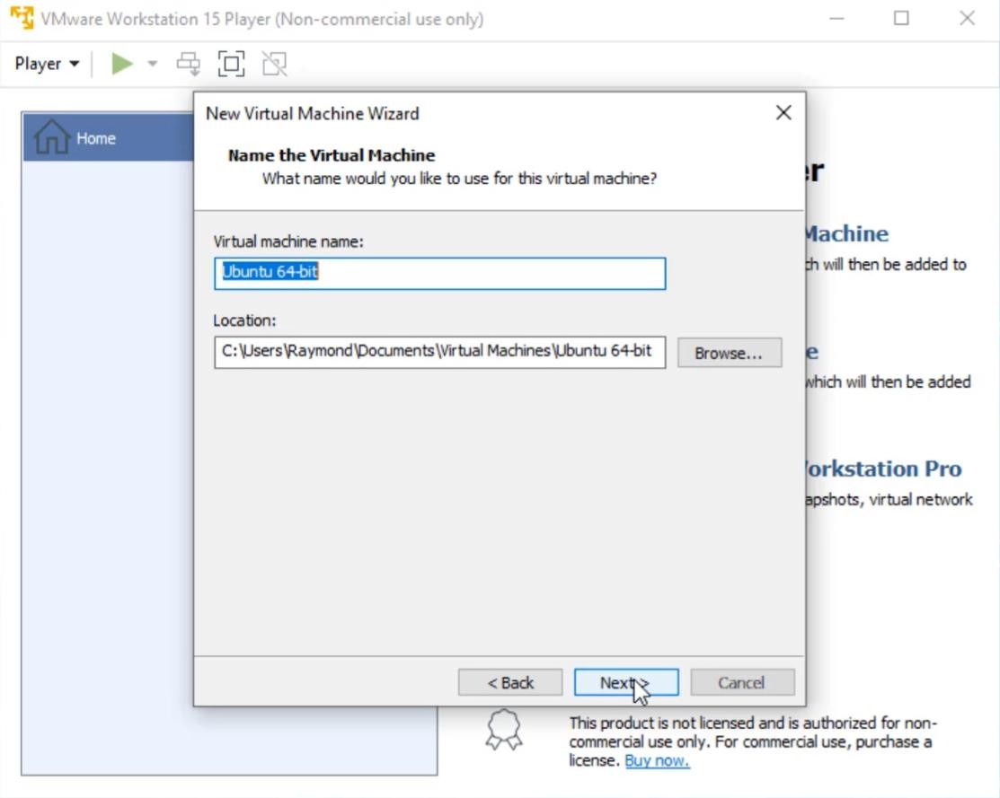 VMware Workstation 15 Player (Non-commercial use only)
Player
New Virtual Machine Wizard
Home
Name the Virtual Machine
What name would you like to use for this virtual machine?
er
Virtual machine name:
Machine
Ubuntu 64-bit
ch will then be added to
Location:
C:\Users\Raymond\Documents\Virtual Machines\Ubuntu 64-bit
Browse...
e
which will then be added
Workstation Pro
apshots, virtual network
< Back
Next >
Cancel
This product is not licensed and is authorized for non-
commercial use only. For commercial use, purchase a
license. Buy now.